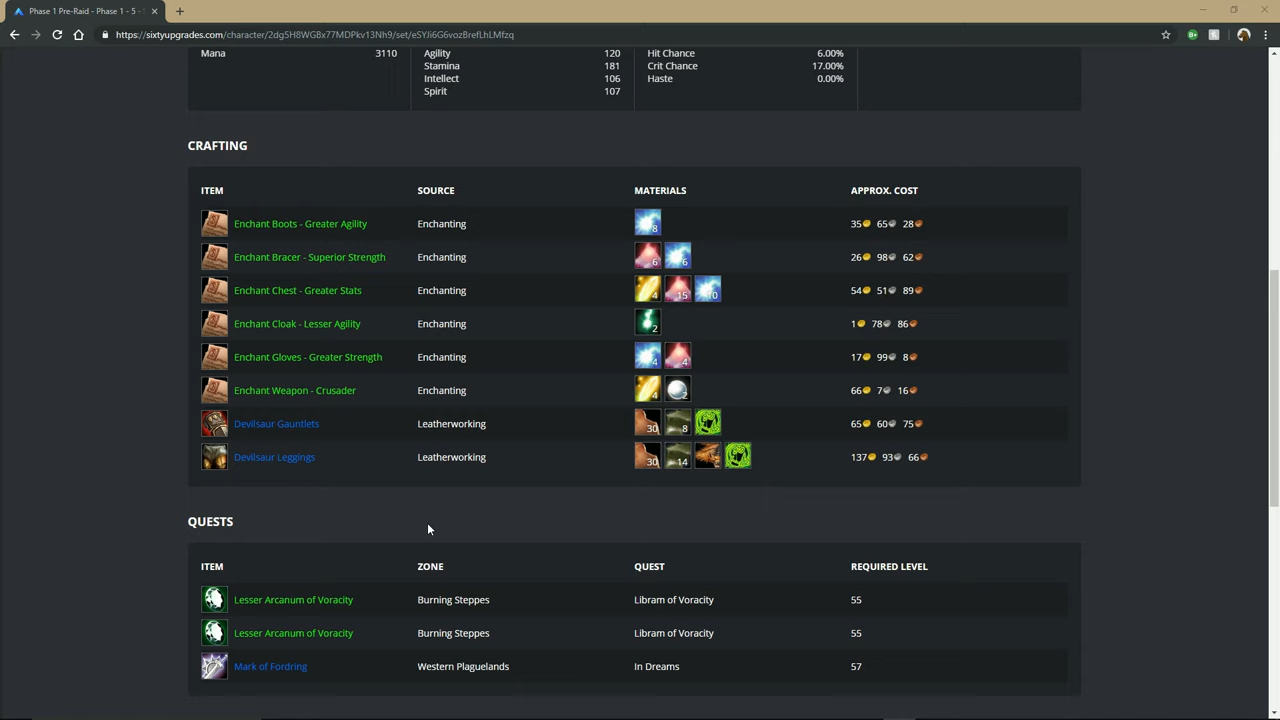 Phase 1 Pre-Raid - Phase 1 - 5 -
https://sixtyupgrades.com/character/2dg5H8WGBx77MDPkv13Nh9/set/eSYJi6G6vozBrefLhLMfzq
Mana 3110 Agility 120 Hit Chance 6.00%
Stamina 181 Crit Chance 17.00%
Intellect 106 Haste 0.00%
Spirit 107
CRAFTING
ITEM SOURCE MATERIALS APPROX. COST
Enchant Boots - Greater Agility Enchanting 8 35 65 28
Enchant Bracer - Superior Strength Enchanting 6 6 26 98 62
Enchant Chest - Greater Stats Enchanting 4 15 10 54 51 89
Enchant Cloak - Lesser Agility Enchanting 2 1 78 86
Enchant Gloves - Greater Strength Enchanting 4 4 17 99 8
Enchant Weapon - Crusader Enchanting 4 2 66 7 16
Devilsaur Gauntlets Leatherworking 30 8 65 60 75
Devilsaur Leggings Leatherworking 30 14 137 93 66
QUESTS
ITEM ZONE QUEST REQUIRED LEVEL
Lesser Arcanum of Voracity Burning Steppes Libram of Voracity 55
Lesser Arcanum of Voracity Burning Steppes Libram of Voracity 55
Mark of Fordring Western Plaguelands In Dreams 57